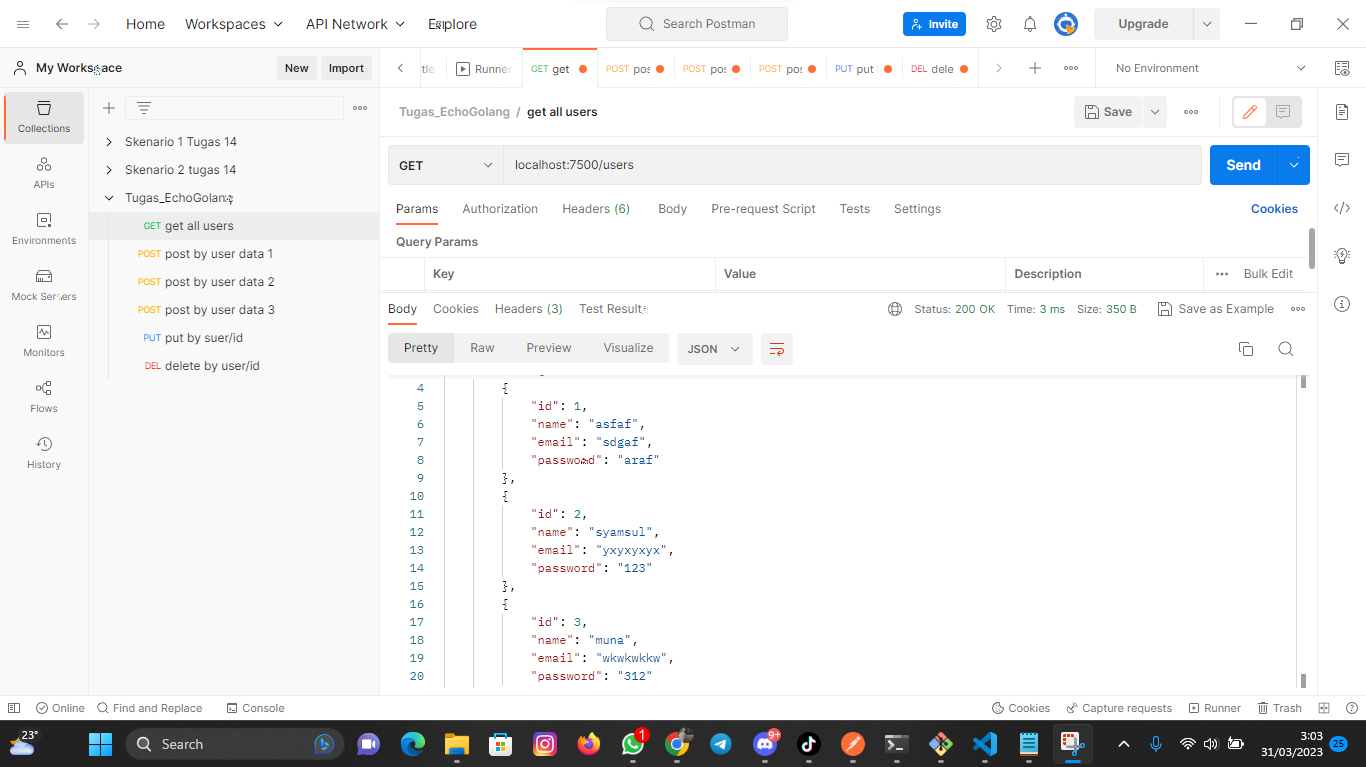 Home Workspaces API Network Explore Search Postman Invite Upgrade
My Workspace New Import Runner GET get POST pos POST pos POST pos PUT put DEL dele No Environment
Collections
APIs
Environments
Mock Servers
Monitors
Flows
History
Skenario 1 Tugas 14
Skenario 2 tugas 14
Tugas_EchoGolang
GET get all users
POST post by user data 1
POST post by user data 2
POST post by user data 3
PUT put by suer/id
DEL delete by user/id
Tugas_EchoGolang / get all users Save
GET localhost:7500/users Send
Params Authorization Headers (6) Body Pre-request Script Tests Settings Cookies
Query Params
Key Value Description Bulk Edit
Body Cookies Headers (3) Test Results Status: 200 OK Time: 3 ms Size: 350 B Save as Example
Pretty Raw Preview Visualize JSON
4 {
5 "id": 1,
6 "name": "asfaf",
7 "email": "sdgaf",
8 "password": "araf"
9 },
10 {
11 "id": 2,
12 "name": "syamsul",
13 "email": "yxyxyxyx",
14 "password": "123"
15 },
16 {
17 "id": 3,
18 "name": "muna",
19 "email": "wkwkwkkw",
20 "password": "312"
Online Find and Replace Console Cookies Capture requests Runner Trash
23° Search 1 9+ 3:03
31/03/2023 25